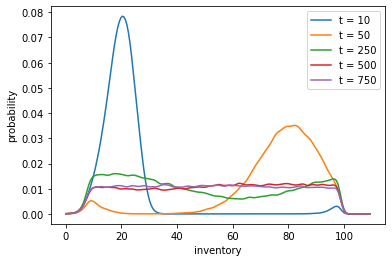 0.08
0.07
0.06
0.05
0.04
0.03
0.02
0.01
0.00
probability
0 20 40 60 80 100
inventory
t = 10
t = 50
t = 250
t = 500
t = 750